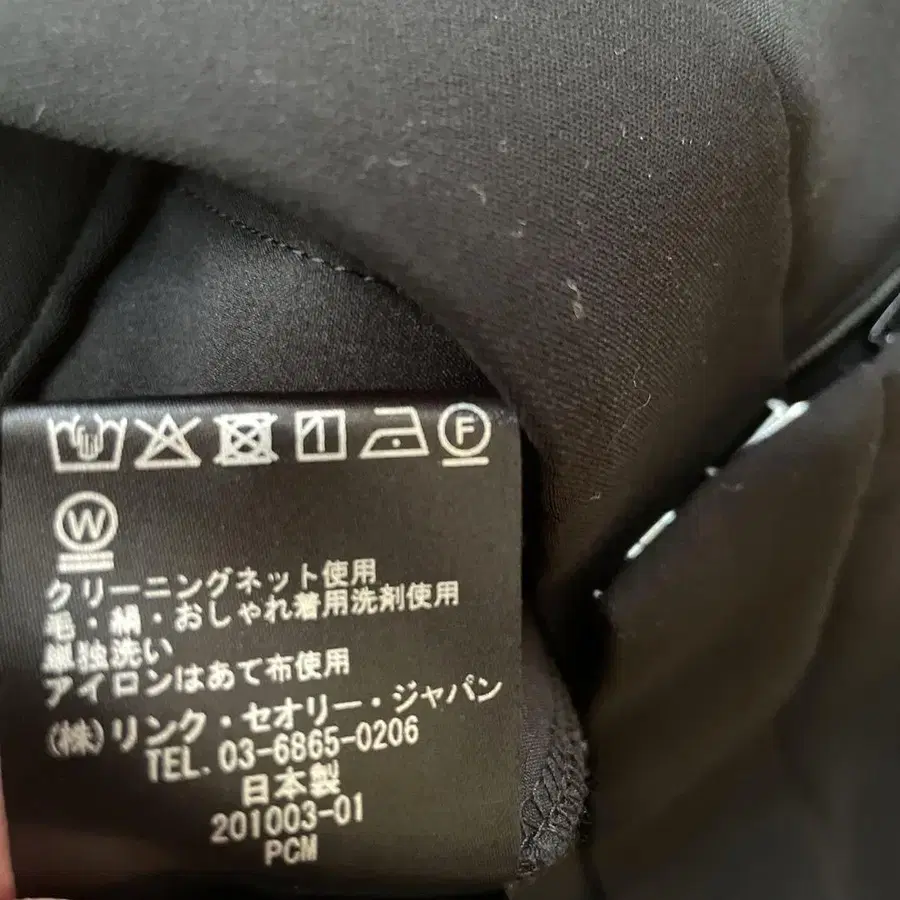 F
W
クリーニングネット使用
毛・絹・おしゃれ着用洗剤使用
単独洗い
アイロンはあて布使用
(株)リンク・セオリー・ジャパン
TEL. 03-6865-0206
日本製
201003-01
PCM